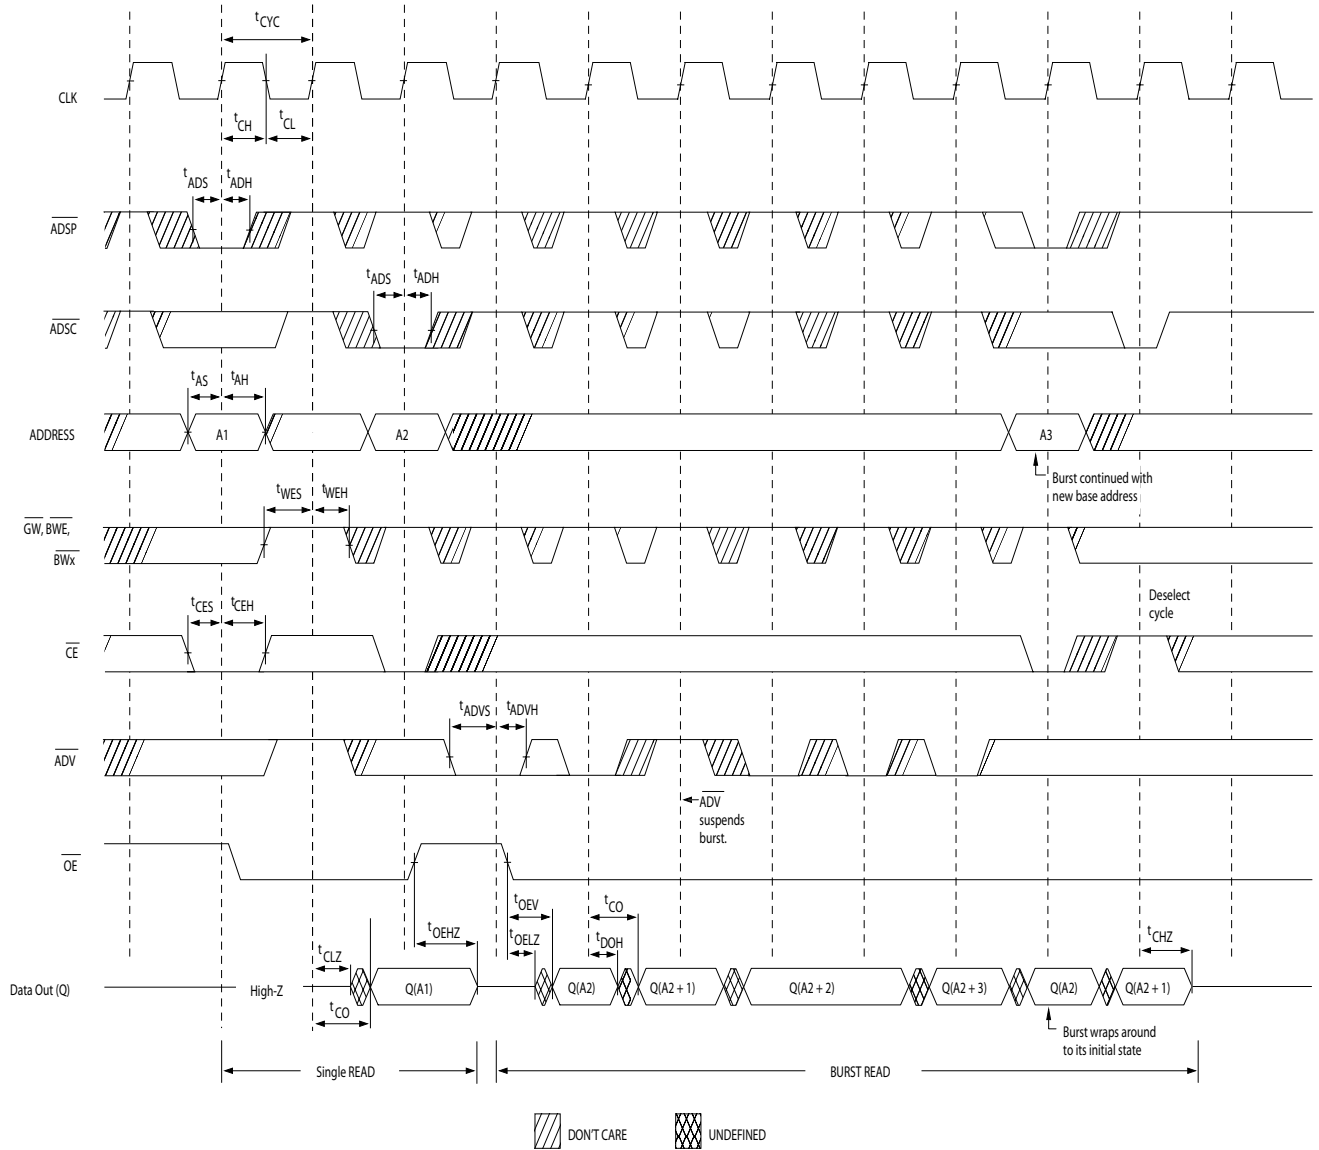 tCYC
CLK
tCH
tCL
tADS
tADH
ADSP
tADS
tADH
ADSC
tAS
tAH
ADDRESS
A1
A2
A3
Burst continued with
new base address
tWES
tWEH
GW, BWE,
BWx
Deselect
cycle
tCES
tCEH
CE
tADVS
tADVH
ADV
ADV
suspends
burst.
OE
tOEV
tCO
tOEHZ
tOELZ
tDOH
tCHZ
tCLZ
Data Out (Q)
High-Z
Q(A1)
Q(A2)
Q(A2 + 1)
Q(A2 + 2)
Q(A2 + 3)
Q(A2)
Q(A2 + 1)
tCO
Burst wraps around
to its initial state
Single READ
BURST READ
DON'T CARE
UNDEFINED